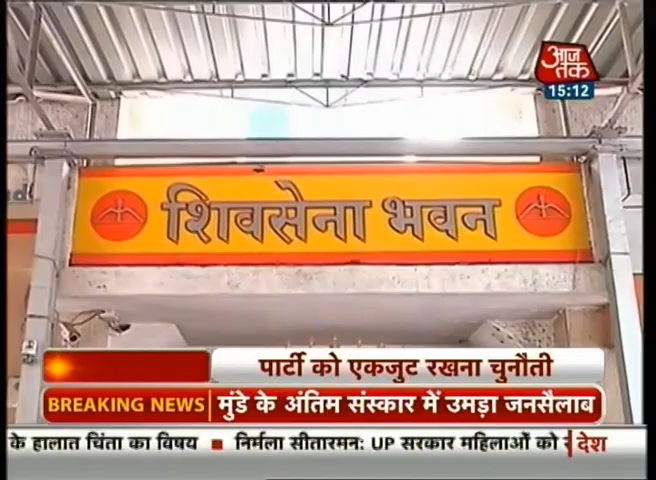 आज तक
15:12
शिवसेना भवन
पार्टी को एकजुट रखना चुनौती
BREAKING NEWS मुंडे के अंतिम संस्कार में उमड़ा जनसैलाब
के हालात चिंता का विषय ■ निर्मला सीतारमन: UP सरकार महिलाओं को देश